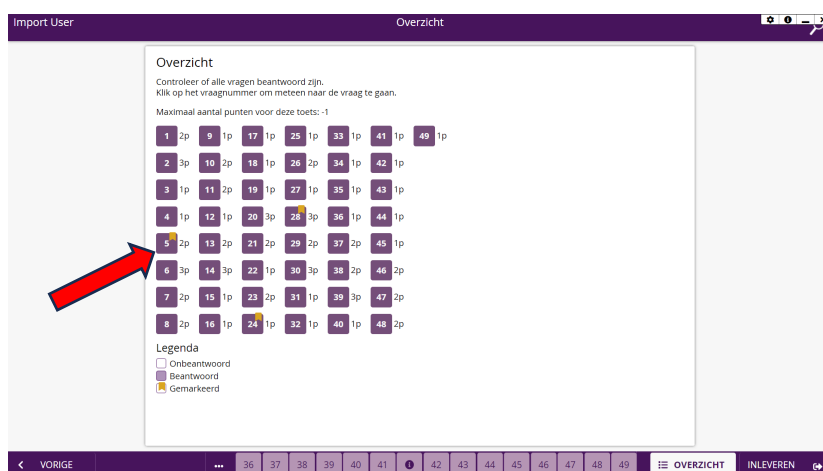 Import User Overzicht
Overzicht
Controleer of alle vragen beantwoord zijn.
Klik op het vraagnummer om meteen naar de vraag te gaan.
Maximaal aantal punten voor deze toets: -1
1 2p 9 1p 17 1p 25 1p 33 1p 41 1p 49 1p
2 3p 10 2p 18 1p 26 2p 34 1p 42 1p
3 1p 11 2p 19 1p 27 1p 35 1p 43 1p
4 1p 12 1p 20 3p 28 3p 36 1p 44 1p
5 2p 13 2p 21 2p 29 2p 37 2p 45 1p
6 3p 14 3p 22 1p 30 3p 38 2p 46 2p
7 2p 15 1p 23 2p 31 1p 39 3p 47 2p
8 2p 16 1p 24 1p 32 1p 40 1p 48 2p
Legenda
Onbeantwoord
Beantwoord
Gemarkeerd
VORIGE ... 36 37 38 39 40 41 42 43 44 45 46 47 48 49 OVERZICHT INLEVEREN